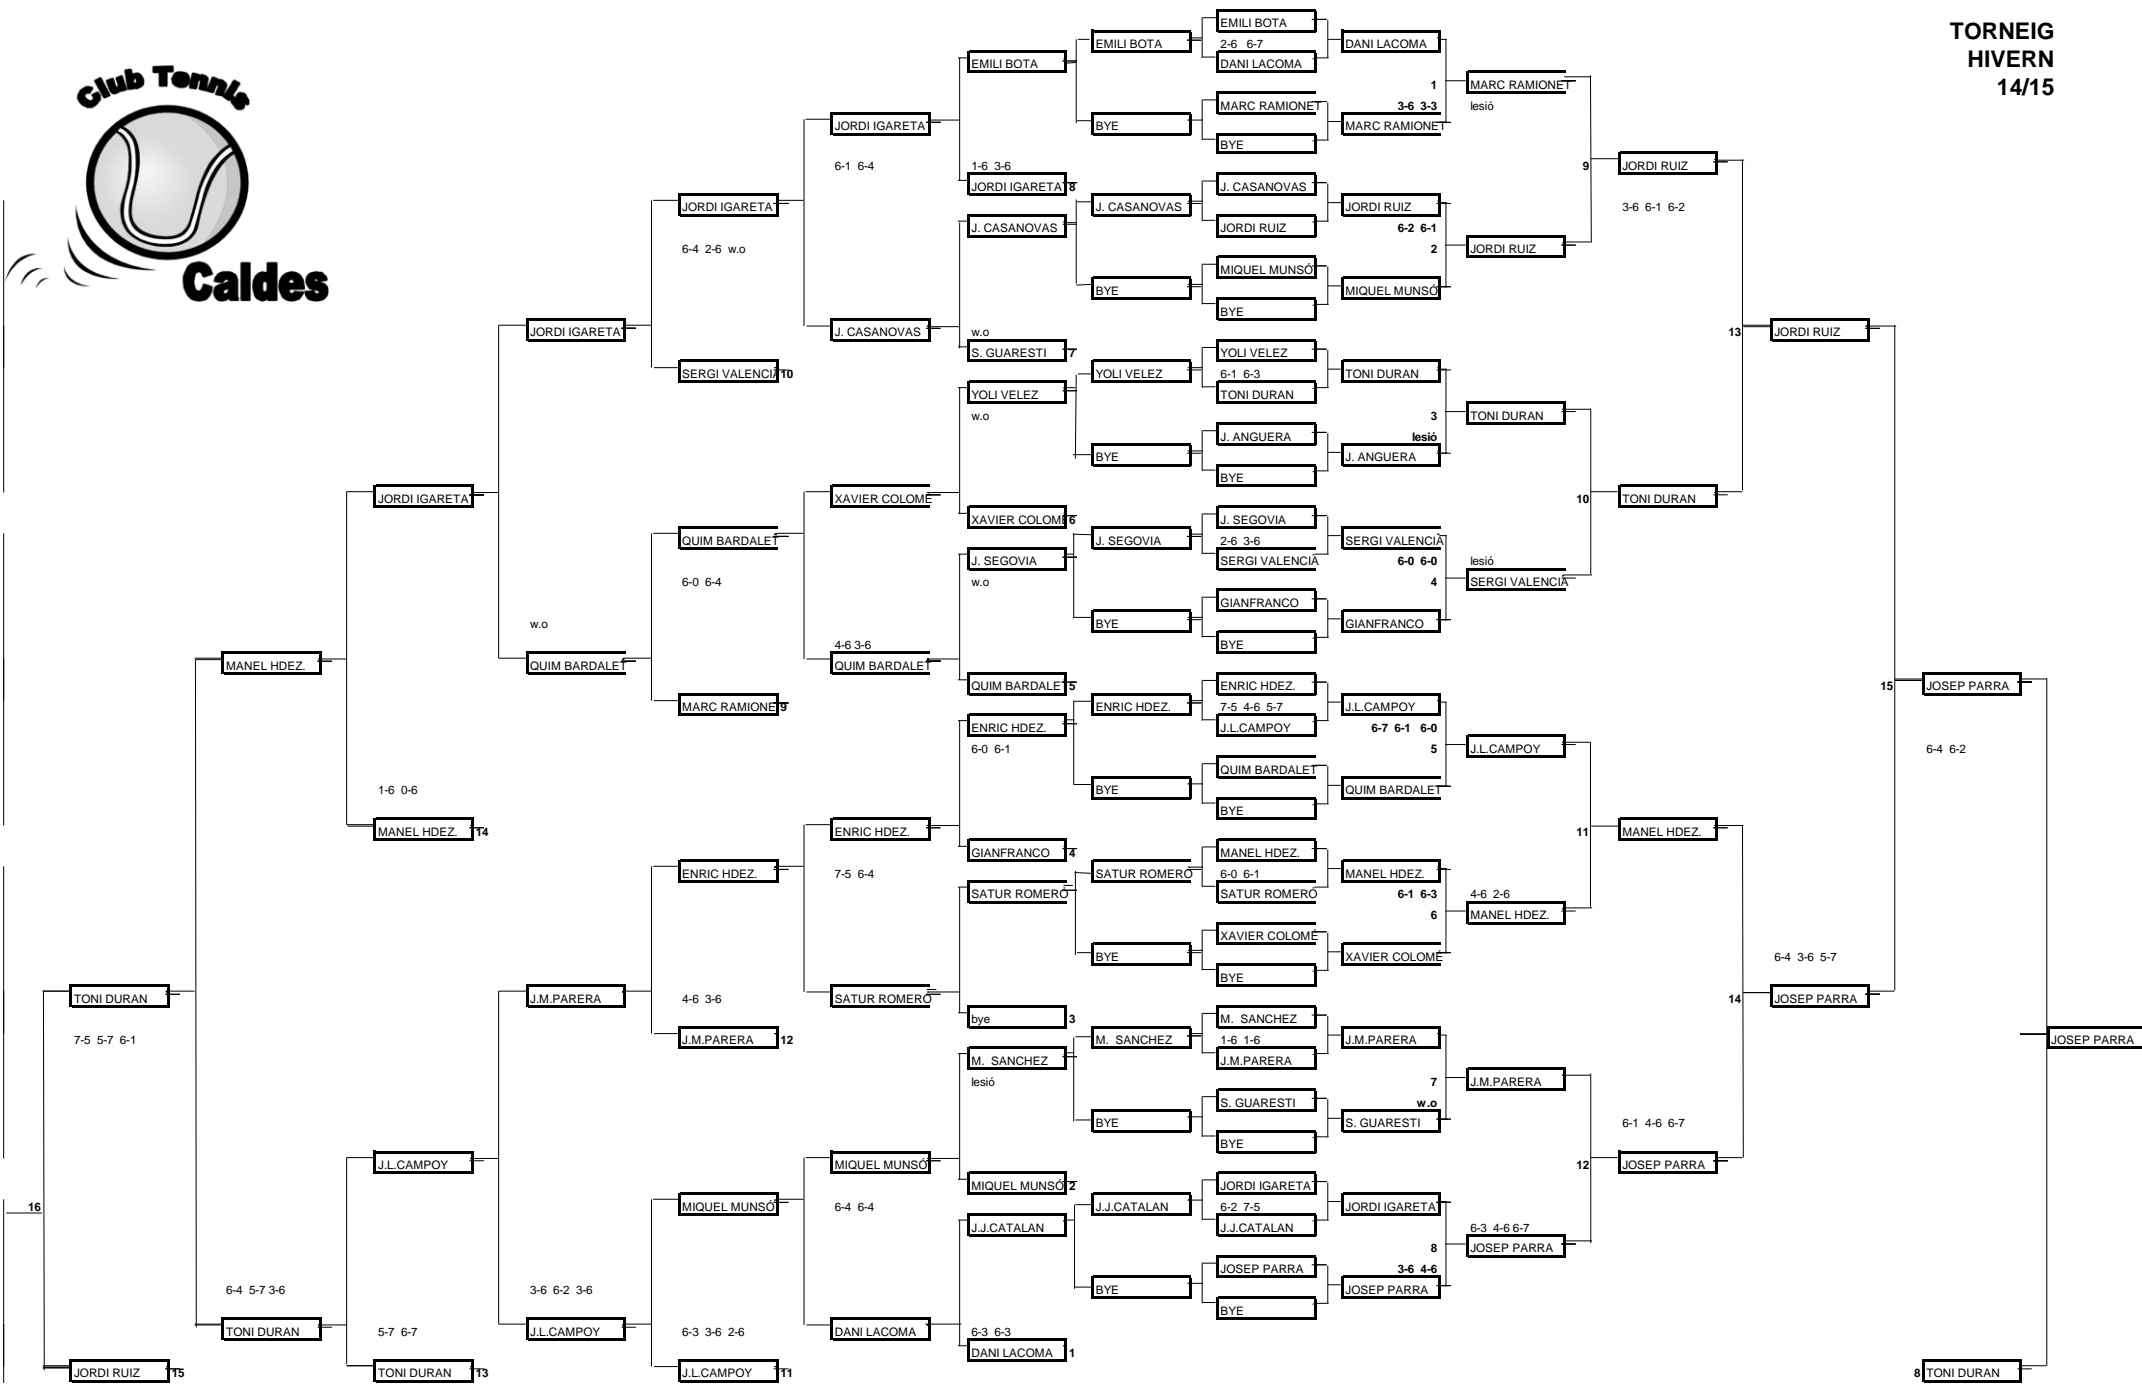 TORNEIG
HIVERN
14/15
Club Tennis
Caldes
EMILI BOTA
2-6 6-7
DANI LACOMA
MARC RAMIONET
BYE
J. CASANOVAS
JORDI RUIZ
MIQUEL MUNSÓ
BYE
YOLI VELEZ
6-1 6-3
TONI DURAN
J. ANGUERA
BYE
J. SEGOVIA
2-6 3-6
SERGI VALENCIA
GIANFRANCO
BYE
ENRIC HDEZ.
7-5 4-6 5-7
J.L.CAMPOY
QUIM BARDALET
BYE
MANEL HDEZ.
6-0 6-1
SATUR ROMERO
XAVIER COLOMÉ
BYE
M. SANCHEZ
1-6 1-6
J.M.PARERA
S. GUARESTI
BYE
JORDI IGARETA
6-2 7-5
J.J.CATALAN
JOSEP PARRA
BYE
DANI LACOMA
1
3-6 3-3
MARC RAMIONET
JORDI RUIZ
6-2 6-1
2
MIQUEL MUNSÓ
TONI DURAN
3
lesió
J. ANGUERA
SERGI VALENCIA
6-0 6-0
4
GIANFRANCO
J.L.CAMPOY
6-7 6-1 6-0
5
QUIM BARDALET
MANEL HDEZ.
6-1 6-3
6
XAVIER COLOMÉ
J.M.PARERA
7
w.o
S. GUARESTI
JORDI IGARETA
8
3-6 4-6
JOSEP PARRA
MARC RAMIONET
lesió
9
JORDI RUIZ
TONI DURAN
10
lesió
SERGI VALENCIA
J.L.CAMPOY
11
4-6 2-6
MANEL HDEZ.
J.M.PARERA
12
6-3 4-6 6-7
JOSEP PARRA
JORDI RUIZ
3-6 6-1 6-2
13
TONI DURAN
MANEL HDEZ.
14
6-1 4-6 6-7
JOSEP PARRA
JORDI RUIZ
15
6-4 3-6 5-7
JOSEP PARRA
JOSEP PARRA
6-4 6-2
JOSEP PARRA
8 TONI DURAN
EMILI BOTA
BYE
J. CASANOVAS
BYE
YOLI VELEZ
BYE
J. SEGOVIA
BYE
ENRIC HDEZ.
BYE
SATUR ROMERO
BYE
M. SANCHEZ
BYE
J.J.CATALAN
BYE
EMILI BOTA
1-6 3-6
JORDI IGARETA 8
J. CASANOVAS
w.o
S. GUARESTI 7
YOLI VELEZ
w.o
XAVIER COLOMÉ 6
J. SEGOVIA
w.o
QUIM BARDALET 5
ENRIC HDEZ.
6-0 6-1
GIANFRANCO 4
SATUR ROMERO
bye 3
M. SANCHEZ
lesió
MIQUEL MUNSÓ 2
J.J.CATALAN
6-3 6-3
DANI LACOMA 1
JORDI IGARETA
6-1 6-4
J. CASANOVAS
XAVIER COLOMÉ
4-6 3-6
QUIM BARDALET
ENRIC HDEZ.
7-5 6-4
SATUR ROMERO
MIQUEL MUNSÓ
6-4 6-4
DANI LACOMA
JORDI IGARETA
6-4 2-6 w.o
SERGI VALENCIA 10
QUIM BARDALET
6-0 6-4
MARC RAMIONET 9
ENRIC HDEZ.
4-6 3-6
J.M.PARERA 12
MIQUEL MUNSÓ
6-3 3-6 2-6
J.L.CAMPOY 11
JORDI IGARETA
w.o
QUIM BARDALET
J.M.PARERA
3-6 6-2 3-6
J.L.CAMPOY
JORDI IGARETA
1-6 0-6
MANEL HDEZ. 14
J.L.CAMPOY
5-7 6-7
TONI DURAN 13
MANEL HDEZ.
6-4 5-7 3-6
TONI DURAN
TONI DURAN
7-5 5-7 6-1
16
JORDI RUIZ 15